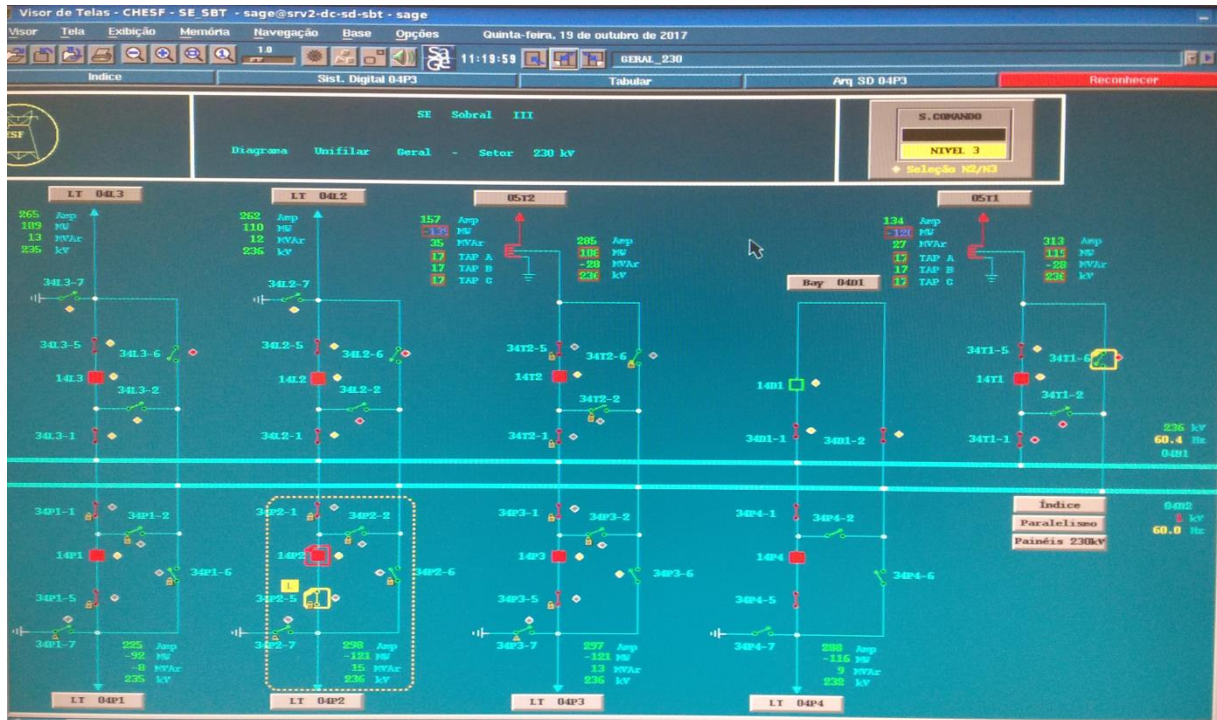 Visor de Telas - CHESF - SE_SBT - sage@srv2-dc-sd-sbt - sage
Visor Tela Exibição Memória Navegação Base Opções Quinta-feira, 19 de outubro de 2017
1.0 Sage 11:19:59 GERAL_230
Indice Sist. Digital 04P3 Tabular Arq SD 04P3 Reconhecer
SE Sobral III
Diagrama Unifilar Geral - Setor 230 kV
S.COMANDO
NIVEL 3
Seleção N2/N3
LT 04L3 LT 04L2 05T2 05T1
265 Amp 262 Amp 157 Amp 134 Amp
189 MW 110 MW MW MW
13 MVAr 12 MVAr 35 MVAr 285 Amp 27 MVAr 313 Amp
235 kV 236 kV 17 TAP A MW 17 TAP A MW
17 TAP B -28 MVAr 17 TAP B -28 MVAr
17 TAP C kV 17 TAP C kV
34L3-7 34L2-7 Bay 04D1
34L3-5 34L3-6 34L2-5 34L2-6 34T2-5 34T2-6 34T1-5 34T1-6
14L3 14L2 14T2 14D1 14T1
34L3-2 34L2-2 34T2-2 34T1-2
34L3-1 34L2-1 34T2-1 34D1-1 34D1-2 34T1-1
236 kV
60.4 Hz
04B1
34P1-1 34P1-2 34P2-1 34P2-2 34P3-1 34P3-2 34P4-1 34P4-2
Índice 04B2
Paralelismo kV
Painéis 230kV 60.0 Hz
14P1 14P2 14P3 14P4
34P1-6 34P2-6 34P3-6 34P4-6
L
34P1-5 34P2-5 34P3-5 34P4-5
34P1-7 34P2-7 34P3-7 34P4-7
225 Amp 298 Amp 297 Amp 288 Amp
-92 MW -121 MW -121 MW -116 MW
-8 MVAr 15 MVAr 13 MVAr 9 MVAr
235 kV 236 kV 236 kV 232 kV
LT 04P1 LT 04P2 LT 04P3 LT 04P4